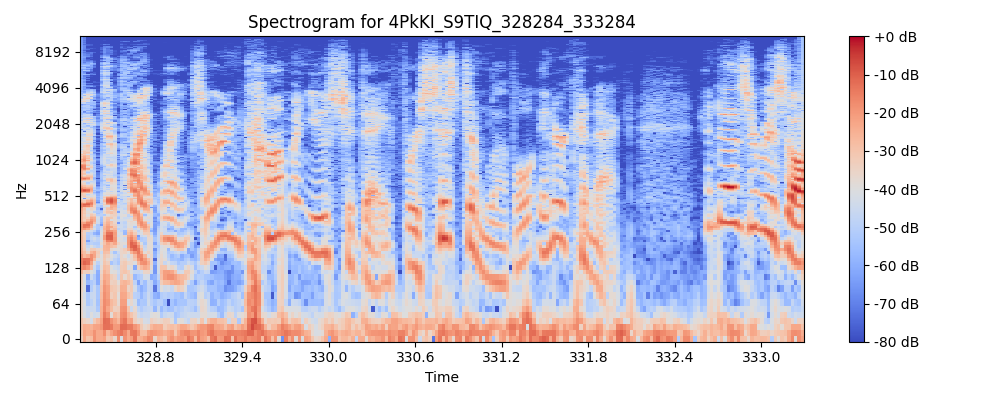 Spectrogram for 4PkKI_S9TIQ_328284_333284
Hz
8192
4096
2048
1024
512
256
128
64
0
328.8 329.4 330.0 330.6 331.2 331.8 332.4 333.0
Time
+0 dB
-10 dB
-20 dB
-30 dB
-40 dB
-50 dB
-60 dB
-70 dB
-80 dB